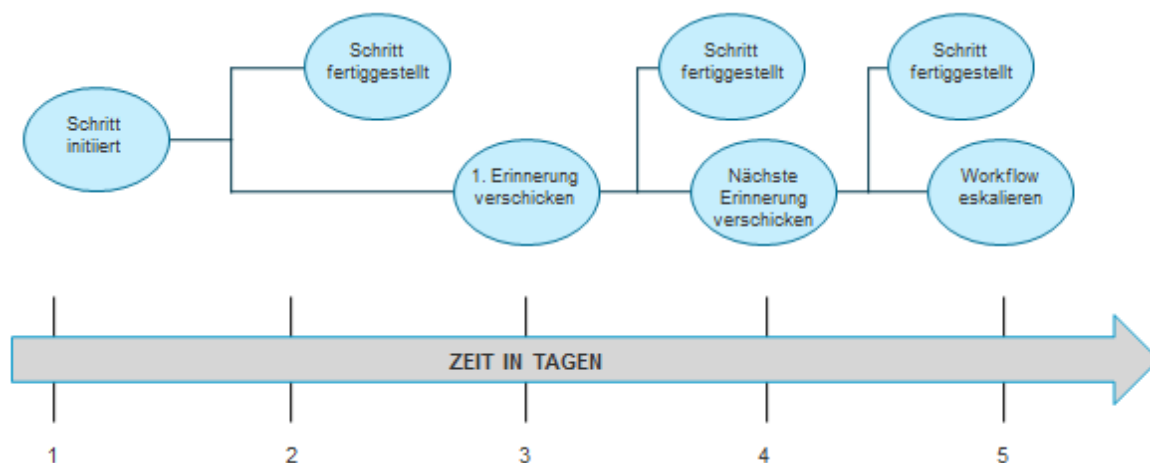 Schritt
fertiggestellt
Schritt
fertiggestellt
Schritt
fertiggestellt
Schritt
initiiert
1. Erinnerung
verschicken
Nächste
Erinnerung
verschicken
Workflow
eskalieren
ZEIT IN TAGEN
1
2
3
4
5